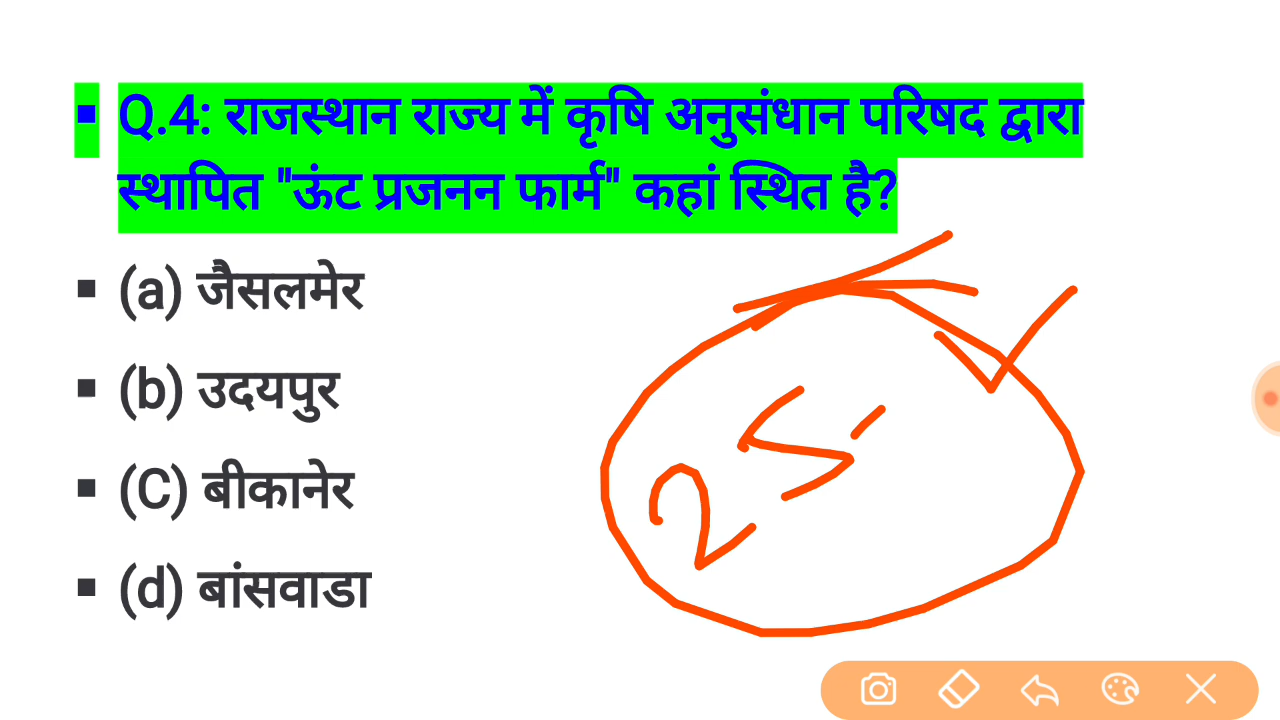 Q.4: राजस्थान राज्य में कृषि अनुसंधान परिषद द्वारा
स्थापित "ऊंट प्रजनन फार्म" कहां स्थित है?
(a) जैसलमेर
(b) उदयपुर
(C) बीकानेर
(d) बांसवाडा
25